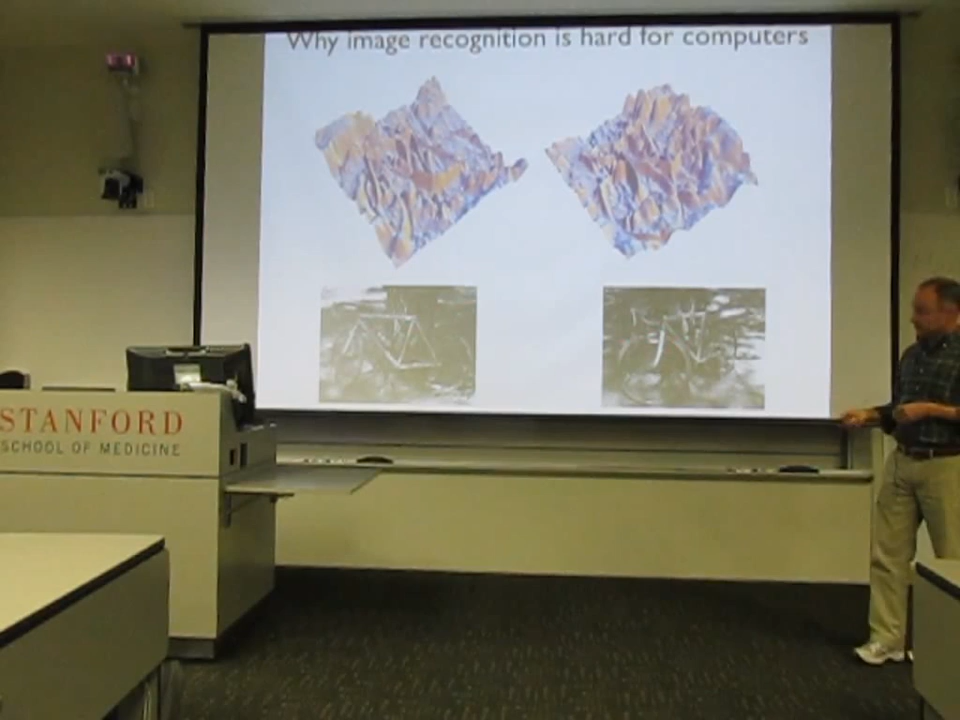 Why image recognition is hard for computers
STANFORD
SCHOOL OF MEDICINE